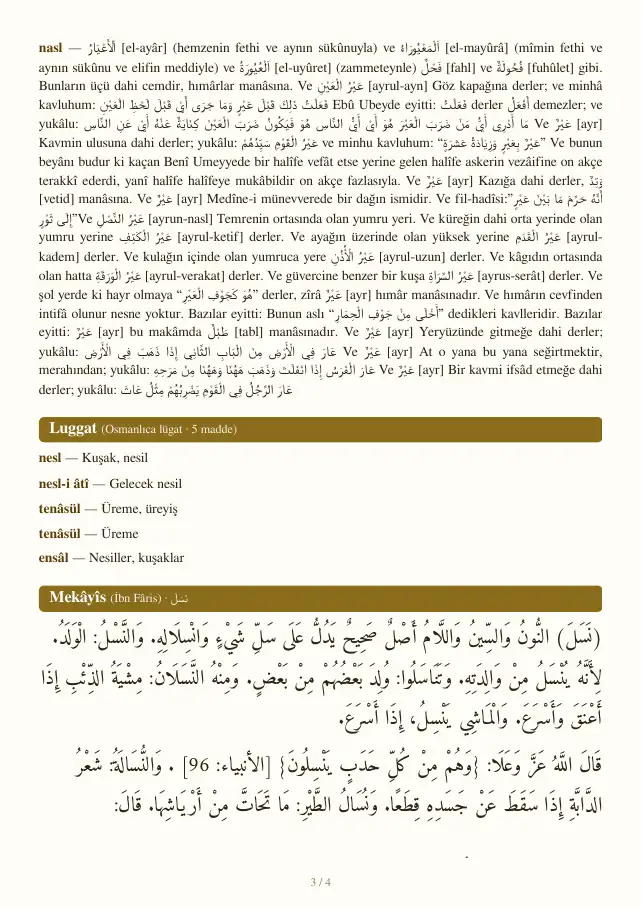 nasl — اَلْأَعْيَارُ [el-ayâr] (hemzenin fethi ve aynın sükûnuyla) ve اَلْمَعْيُورَاءُ [el-mayûrâ] (mîmin fethi ve
aynın sükûnu ve elifin meddiyle) ve اَلْعُيُورَةُ [el-uyûret] (zammeteynle) فَحْلٌ [fahl] ve فُحُولَةٌ [fuhûlet] gibi.
Bunların üçü dahi cemdir, hımârlar manâsına. Ve عَيْرُ الْعَيْنِ [ayrul-ayn] Göz kapağına derler; ve minhâ
kavluhum: فَعَلْتُ ذَلِكَ قَبْلَ عَيْرٍ وَمَا جَرَى أَيْ قَبْلَ لَحْظِ الْعَيْنِ Ebû Ubeyde eyitti: فَعَلْتُ derler أَفْعَلُ demezler; ve
yukâlu: مَا أَدْرِي أَيُّ مَنْ ضَرَبَ الْعَيْرَ هُوَ أَيْ أَيُّ النَّاسِ هُوَ فَيَكُونُ ضَرَبَ الْعَيْنَ كِنَايَةً عَنْهُ أَيْ عَنِ النَّاسِ Ve عَيْرٌ [ayr]
Kavmin ulusuna dahi derler; yukâlu: عَيْرُ الْقَوْمِ سَيِّدُهُمْ ve minhu kavluhum: “عَيْرٌ بِعَيْرٍ وَزِيَادَةُ عَشَرَةٍ” Ve bunun
beyânı budur ki kaçan Benî Umeyyede bir halîfe vefât etse yerine gelen halîfe askerin vezâifine on akçe
terakkî ederdi, yanî halîfe halîfeye mukâbildir on akçe fazlasıyla. Ve عَيْرٌ [ayr] Kazığa dahi derler, وَتِدٌ
[vetid] manâsına. Ve عَيْرٌ [ayr] Medîne-i münevverede bir dağın ismidir. Ve fil-hadîsi:”أَنَّهُ حَرَّمَ مَا بَيْنَ عَيْرٍ
إِلَى ثَوْرٍ”Ve عَيْرُ النَّصْلِ [ayrun-nasl] Temrenin ortasında olan yumru yeri. Ve küreğin dahi orta yerinde olan
yumru yerine عَيْرُ الْكَتِفِ [ayrul-ketif] derler. Ve ayağın üzerinde olan yüksek yerine عَيْرُ الْقَدَمِ [ayrul-
kadem] derler. Ve kulağın içinde olan yumruca yere عَيْرُ الْأُذُنِ [ayrul-uzun] derler. Ve kâgıdın ortasında
olan hatta عَيْرُ الْوَرَقَةِ [ayrul-verakat] derler. Ve güvercine benzer bir kuşa عَيْرُ السَّرَاةِ [ayrus-serât] derler. Ve
şol yerde ki hayr olmaya “هُوَ كَجَوْفِ الْعَيْرِ” derler, zîrâ عَيْرٌ [ayr] hımâr manâsınadır. Ve hımârın cevfinden
intifâ olunur nesne yoktur. Bazılar eyitti: Bunun aslı “أَخْلَى مِنْ جَوْفِ الْحِمَارِ” dedikleri kavlleridir. Bazılar
eyitti: عَيْرٌ [ayr] bu makâmda طَبْلٌ [tabl] manâsınadır. Ve عَيْرٌ [ayr] Yeryüzünde gitmeğe dahi derler;
yukâlu: عَارَ فِي الْأَرْضِ مِنَ الْبَابِ الثَّانِي إِذَا ذَهَبَ فِي الْأَرْضِ Ve عَيْرٌ [ayr] At o yana bu yana seğirtmektir,
merahından; yukâlu: عَارَ الْفَرَسُ إِذَا انْفَلَتَ وَذَهَبَ هَهُنَا وَهَهُنَا مِنْ مَرَحِهِ Ve عَيْرٌ [ayr] Bir kavmi ifsâd etmeğe dahi
derler; yukâlu: عَارَ الرَّجُلُ فِي الْقَوْمِ يَضْرِبُهُمْ مِثْلُ عَاثَ
Luggat (Osmanlıca lügat · 5 madde)
nesl — Kuşak, nesil
nesl-i âtî — Gelecek nesil
tenâsül — Üreme, üreyiş
tenâsül — Üreme
ensâl — Nesiller, kuşaklar
Mekâyîs (İbn Fâris) · نسل
(نَسَلَ) النُّونُ وَالسِّينُ وَاللَّامُ أَصْلٌ صَحِيحٌ يَدُلُّ عَلَى سَلِّ شَيْءٍ وَانْسِلَالِهِ. وَالنَّسْلُ: الْوَلَدُ.
لِأَنَّهُ يُنْسَلُ مِنْ وَالِدَتِهِ. وَتَنَاسَلُوا: وُلِدَ بَعْضُهُمْ مِنْ بَعْضٍ. وَمِنْهُ النَّسَلَانُ: مِشْيَةُ الذِّئْبِ إِذَا
أَعْنَقَ وَأَسْرَعَ. وَالْمَاشِي يَنْسِلُ، إِذَا أَسْرَعَ.
قَالَ اللَّهُ عَزَّ وَعَلَا: {وَهُمْ مِنْ كُلِّ حَدَبٍ يَنْسِلُونَ} [الأنبياء: 96] . وَالنُّسَالَةُ: شَعْرُ
الدَّابَّةِ إِذَا سَقَطَ عَنْ جَسَدِهِ قِطَعًا. وَنُسَالُ الطَّيْرِ: مَا تَحَاتَّ مِنْ أَرْيَاشِهَا. قَالَ:
3 / 4